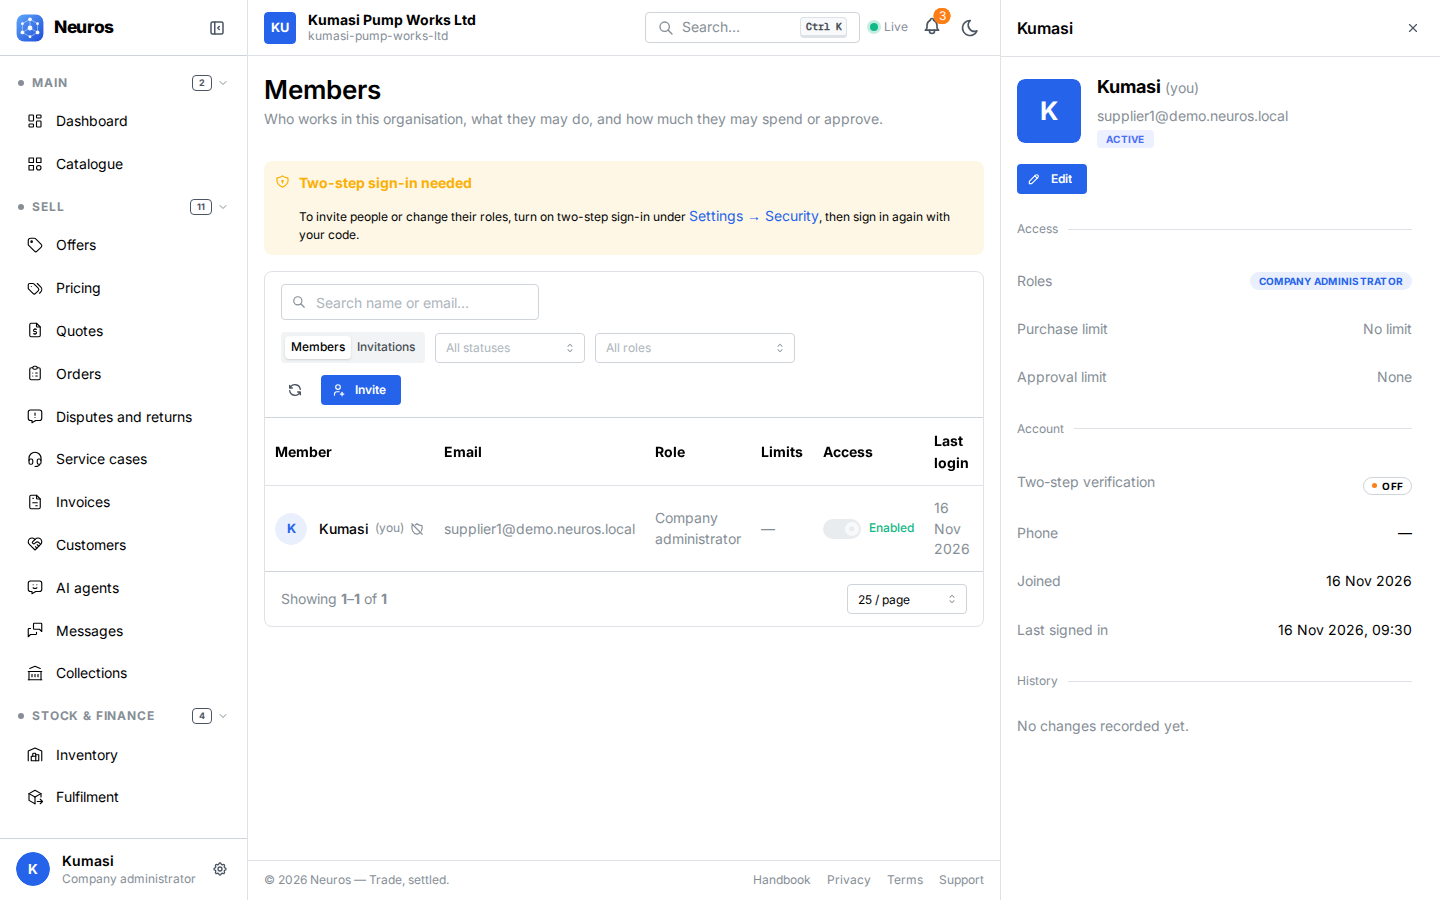 Neuros
MAIN
2
Dashboard
Catalogue
SELL
11
Offers
Pricing
Quotes
Orders
Disputes and returns
Service cases
Invoices
Customers
AI agents
Messages
Collections
STOCK & FINANCE
4
Inventory
Fulfilment
K
Kumasi
Company administrator
KU
Kumasi Pump Works Ltd
kumasi-pump-works-ltd
Search...
Ctrl K
Live
3
Members
Who works in this organisation, what they may do, and how much they may spend or approve.
Two-step sign-in needed
To invite people or change their roles, turn on two-step sign-in under Settings → Security, then sign in again with
your code.
Search name or email...
Members
Invitations
All statuses
All roles
Invite
Member
Email
Role
Limits
Access
Last
login
K
Kumasi (you)
supplier1@demo.neuros.local
Company
administrator
—
Enabled
16
Nov
2026
Showing 1–1 of 1
25 / page
© 2026 Neuros — Trade, settled.
Handbook
Privacy
Terms
Support
Kumasi
K
Kumasi (you)
supplier1@demo.neuros.local
ACTIVE
Edit
Access
Roles
COMPANY ADMINISTRATOR
Purchase limit
No limit
Approval limit
None
Account
Two-step verification
OFF
Phone
—
Joined
16 Nov 2026
Last signed in
16 Nov 2026, 09:30
History
No changes recorded yet.